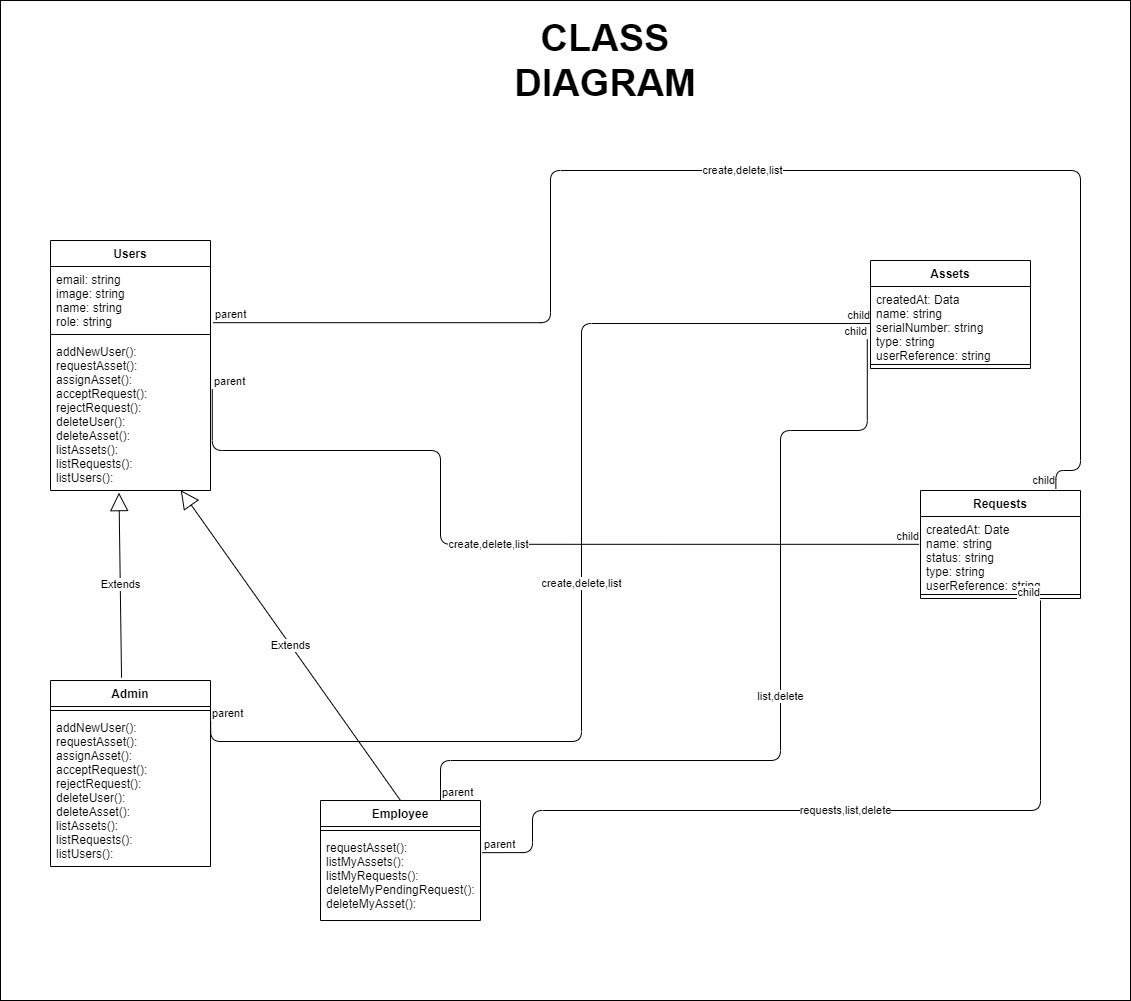 CLASS
DIAGRAM
create,delete,list
Users
email: string
image: string
name: string
role: string
parent
addNewUser():
requestAsset():
assignAsset():
acceptRequest():
rejectRequest():
deleteUser():
deleteAsset():
listAssets():
listRequests():
listUsers():
parent
Assets
createdAt: Data
name: string
serialNumber: string
type: string
userReference: string
child
child
child
Requests
createdAt: Date
name: string
status: string
type: string
userReference: string
child
child
create,delete,list
create,delete,list
Extends
Extends
Admin
addNewUser():
requestAsset():
assignAsset():
acceptRequest():
rejectRequest():
deleteUser():
deleteAsset():
listAssets():
listRequests():
listUsers():
parent
list,delete
parent
Employee
requestAsset():
listMyAssets():
listMyRequests():
deleteMyPendingRequest():
deleteMyAsset():
parent
requests,list,delete